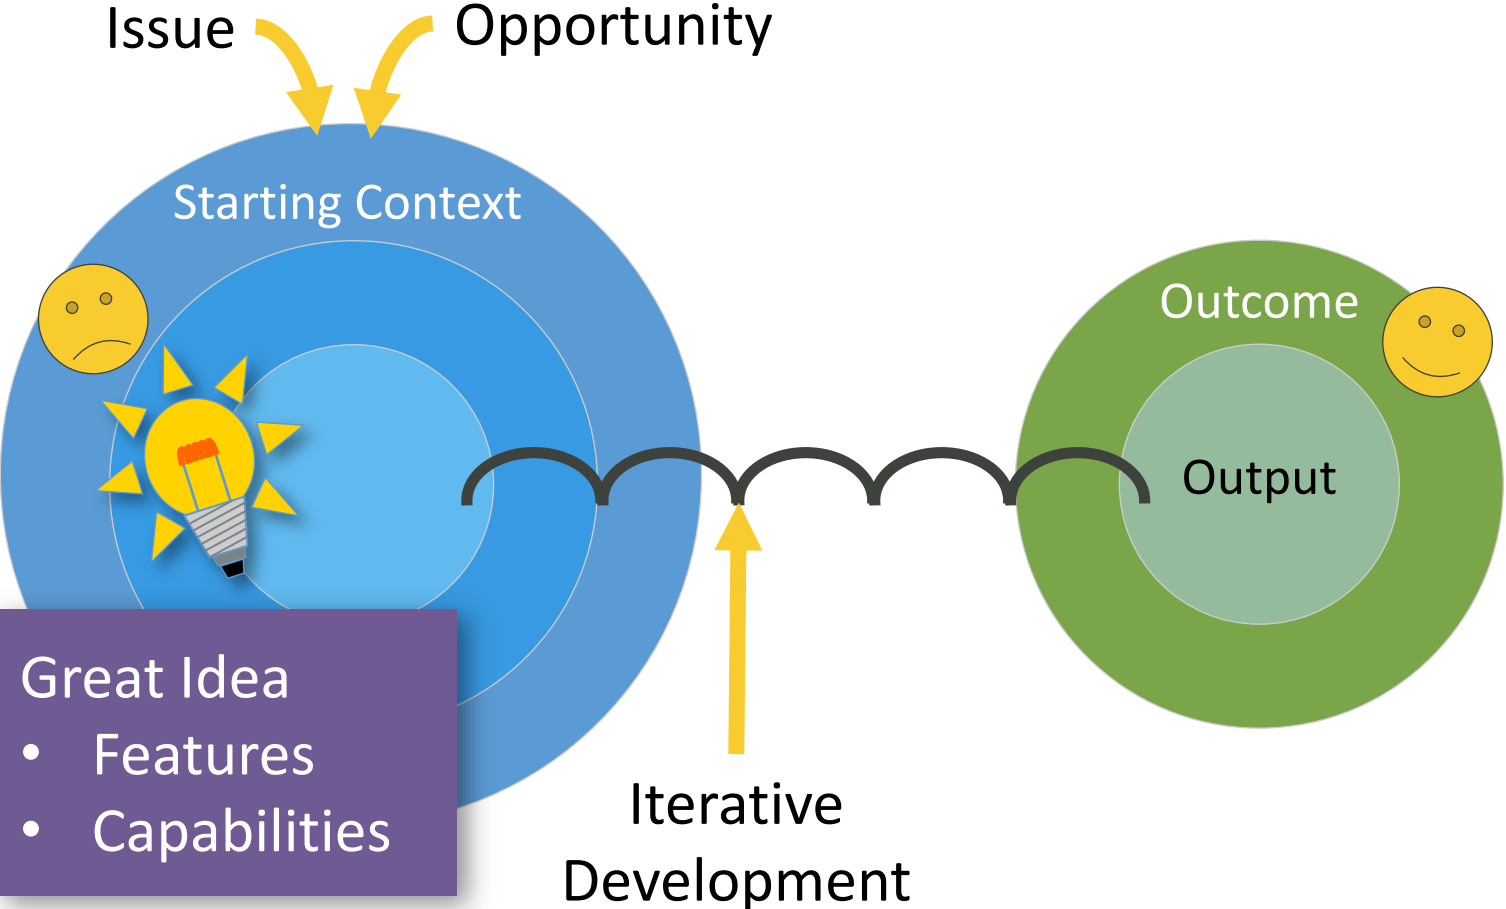 Issue
Opportunity
Starting Context
Outcome
Output
Great Idea
• Features
• Capabilities
Iterative
Development